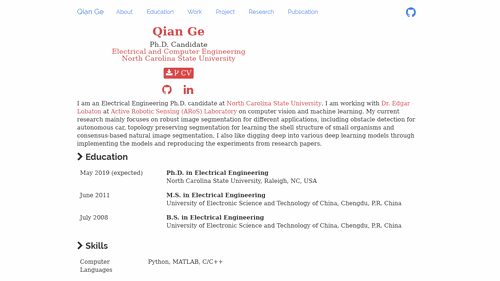 Qian Ge About Education Work Project Research Publication
Qian Ge
Ph.D. Candidate
Electrical and Computer Engineering
North Carolina State University
CV
I am an Electrical Engineering Ph.D. candidate at North Carolina State University. I am working with Dr. Edgar
Lobaton at Active Robotic Sensing (ARoS) Laboratory on computer vision and machine learning. My current
research mainly focuses on robust image segmentation for different applications, including obstacle detection for
autonomous car, topology preserving segmentation for learning the shell structure of small organisms and
consensus-based natural image segmentation. I also like digging deep into various deep learning models through
implementing the models and reproducing the experiments from research papers.
Education
May 2019 (expected) Ph.D. in Electrical Engineering
North Carolina State University, Raleigh, NC, USA
June 2011 M.S. in Electrical Engineering
University of Electronic Science and Technology of China, Chengdu, P.R. China
July 2008 B.S. in Electrical Engineering
University of Electronic Science and Technology of China, Chengdu, P.R. China
Skills
Computer Python, MATLAB, C/C++
Languages